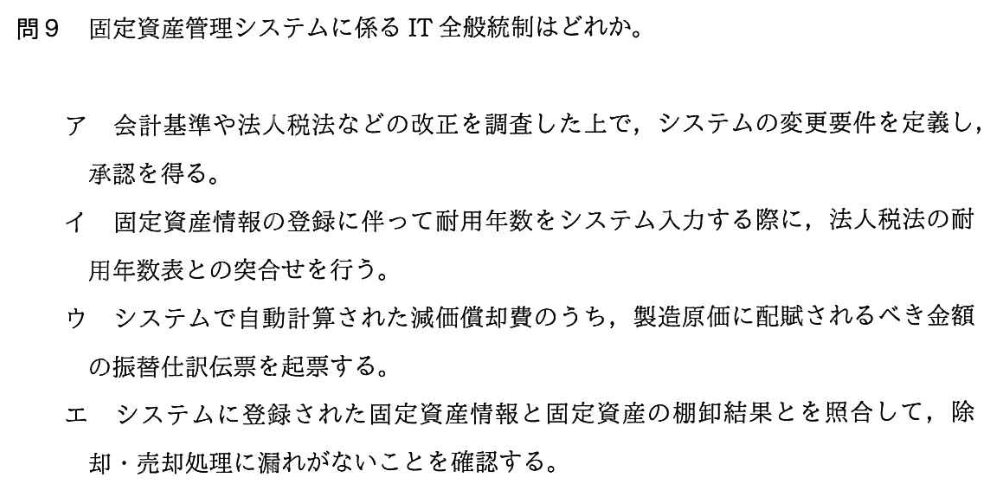 問9　固定資産管理システムに係る IT 全般統制はどれか。
ア　会計基準や法人税法などの改正を調査した上で，システムの変更要件を定義し，
承認を得る。
イ　固定資産情報の登録に伴って耐用年数をシステム入力する際に，法人税法の耐
用年数表との突合せを行う。
ウ　システムで自動計算された減価償却費のうち，製造原価に配賦されるべき金額
の振替仕訳伝票を起票する。
エ　システムに登録された固定資産情報と固定資産の棚卸結果とを照合して，除
却・売却処理に漏れがないことを確認する。